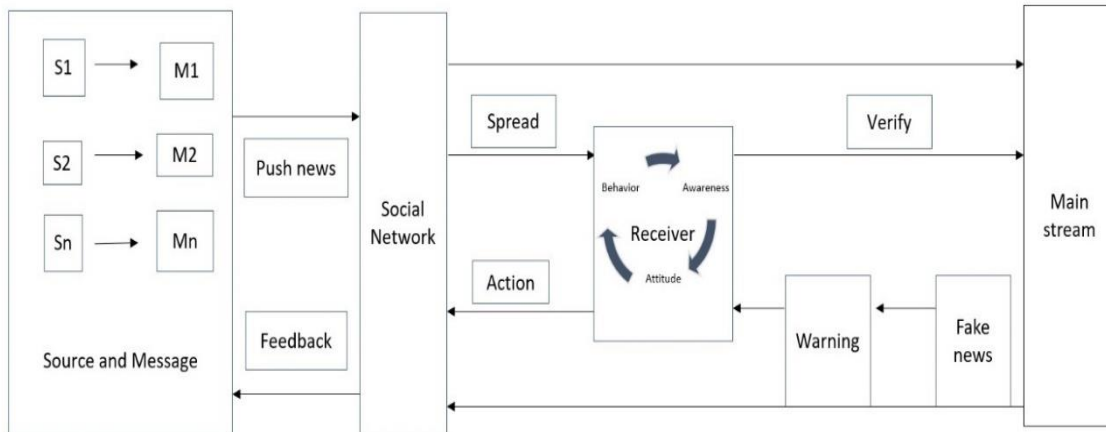 S1
M1
S2
M2
Sn
Mn
Source and Message
Push news
Feedback
Social
Network
Spread
Action
Behavior
Awareness
Receiver
Attitude
Verify
Warning
Fake
news
Main
stream